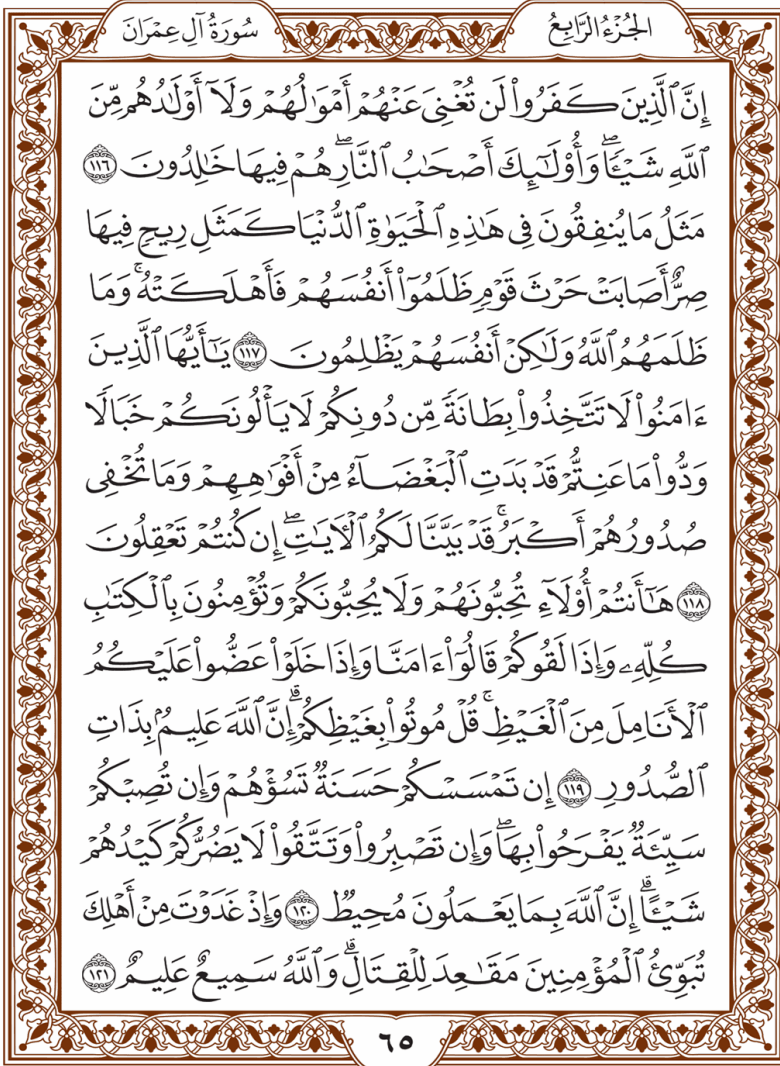 الجُزْءُ الرَّابِعُ
سُورَةُ آلِ عِمْرَانَ
إِنَّ ٱلَّذِينَ كَفَرُوا۟ لَن تُغْنِىَ عَنْهُمْ أَمْوَٰلُهُمْ وَلَآ أَوْلَٰدُهُم مِّنَ
ٱللَّهِ شَيْـًٔا ۖ وَأُو۟لَٰٓئِكَ أَصْحَٰبُ ٱلنَّارِ ۖ هُمْ فِيهَا خَٰلِدُونَ ١١٦
مَثَلُ مَا يُنفِقُونَ فِى هَٰذِهِ ٱلْحَيَوٰةِ ٱلدُّنْيَا كَمَثَلِ رِيحٍ فِيهَا
صِرٌّ أَصَابَتْ حَرْثَ قَوْمٍ ظَلَمُوٓا۟ أَنفُسَهُمْ فَأَهْلَكَتْهُ ۚ وَمَا
ظَلَمَهُمُ ٱللَّهُ وَلَٰكِنْ أَنفُسَهُمْ يَظْلِمُونَ ١١٧ يَٰٓأَيُّهَا ٱلَّذِينَ
ءَامَنُوا۟ لَا تَتَّخِذُوا۟ بِطَانَةً مِّن دُونِكُمْ لَا يَأْلُونَكُمْ خَبَالًا
وَدُّوا۟ مَا عَنِتُّمْ قَدْ بَدَتِ ٱلْبَغْضَآءُ مِنْ أَفْوَٰهِهِمْ وَمَا تُخْفِى
صُدُورُهُمْ أَكْبَرُ ۚ قَدْ بَيَّنَّا لَكُمُ ٱلْءَايَٰتِ ۖ إِن كُنتُمْ تَعْقِلُونَ
١١٨ هَٰٓأَنتُمْ أُو۟لَآءِ تُحِبُّونَهُمْ وَلَا يُحِبُّونَكُمْ وَتُؤْمِنُونَ بِٱلْكِتَٰبِ
كُلِّهِۦ وَإِذَا لَقُوكُمْ قَالُوٓا۟ ءَامَنَّا وَإِذَا خَلَوْا۟ عَضُّوا۟ عَلَيْكُمُ
ٱلْأَنَامِلَ مِنَ ٱلْغَيْظِ ۚ قُلْ مُوتُوا۟ بِغَيْظِكُمْ ۗ إِنَّ ٱللَّهَ عَلِيمٌۢ بِذَاتِ
ٱلصُّدُورِ ١١٩ إِن تَمْسَسْكُمْ حَسَنَةٌ تَسُؤْهُمْ وَإِن تُصِبْكُمْ
سَيِّئَةٌ يَفْرَحُوا۟ بِهَا ۖ وَإِن تَصْبِرُوا۟ وَتَتَّقُوا۟ لَا يَضُرُّكُمْ كَيْدُهُمْ
شَيْـًٔا ۗ إِنَّ ٱللَّهَ بِمَا يَعْمَلُونَ مُحِيطٌ ١٢٠ وَإِذْ غَدَوْتَ مِنْ أَهْلِكَ
تُبَوِّئُ ٱلْمُؤْمِنِينَ مَقَٰعِدَ لِلْقِتَالِ ۗ وَٱللَّهُ سَمِيعٌ عَلِيمٌ ١٢١
٦٥